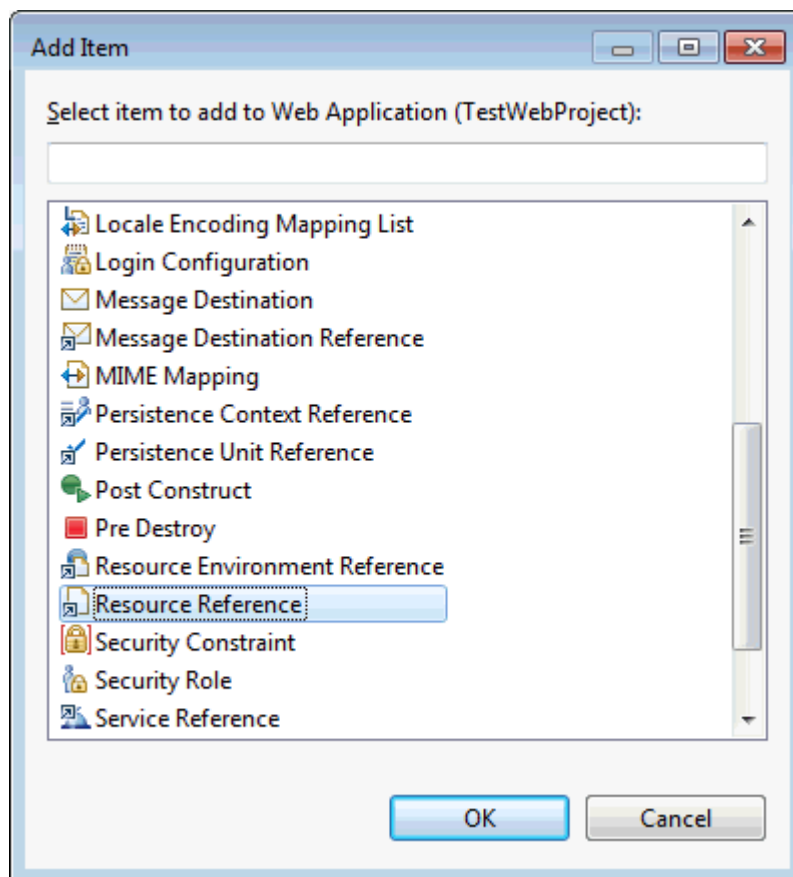 Add Item
Select item to add to Web Application (TestWebProject):
Locale Encoding Mapping List
Login Configuration
Message Destination
Message Destination Reference
MIME Mapping
Persistence Context Reference
Persistence Unit Reference
Post Construct
Pre Destroy
Resource Environment Reference
Resource Reference
Security Constraint
Security Role
Service Reference
OK Cancel